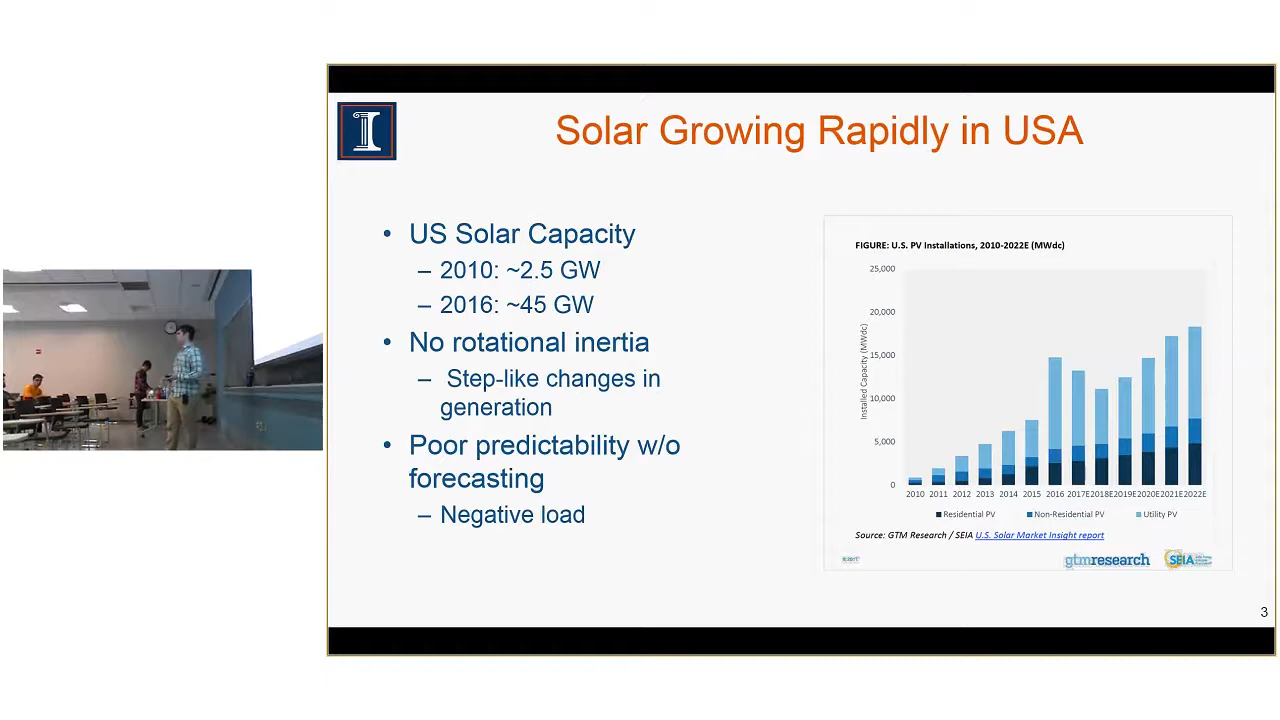 Solar Growing Rapidly in USA
• US Solar Capacity
– 2010: ~2.5 GW
– 2016: ~45 GW
• No rotational inertia
– Step-like changes in
generation
• Poor predictability w/o
forecasting
– Negative load
FIGURE: U.S. PV Installations, 2010-2022E (MWdc)
Installed Capacity (MWdc)
25,000
20,000
15,000
10,000
5,000
0
2010 2011 2012 2013 2014 2015 2016 2017E 2018E 2019E 2020E 2021E 2022E
Residential PV Non-Residential PV Utility PV
Source: GTM Research / SEIA U.S. Solar Market Insight report
gtmresearch SEIA
3